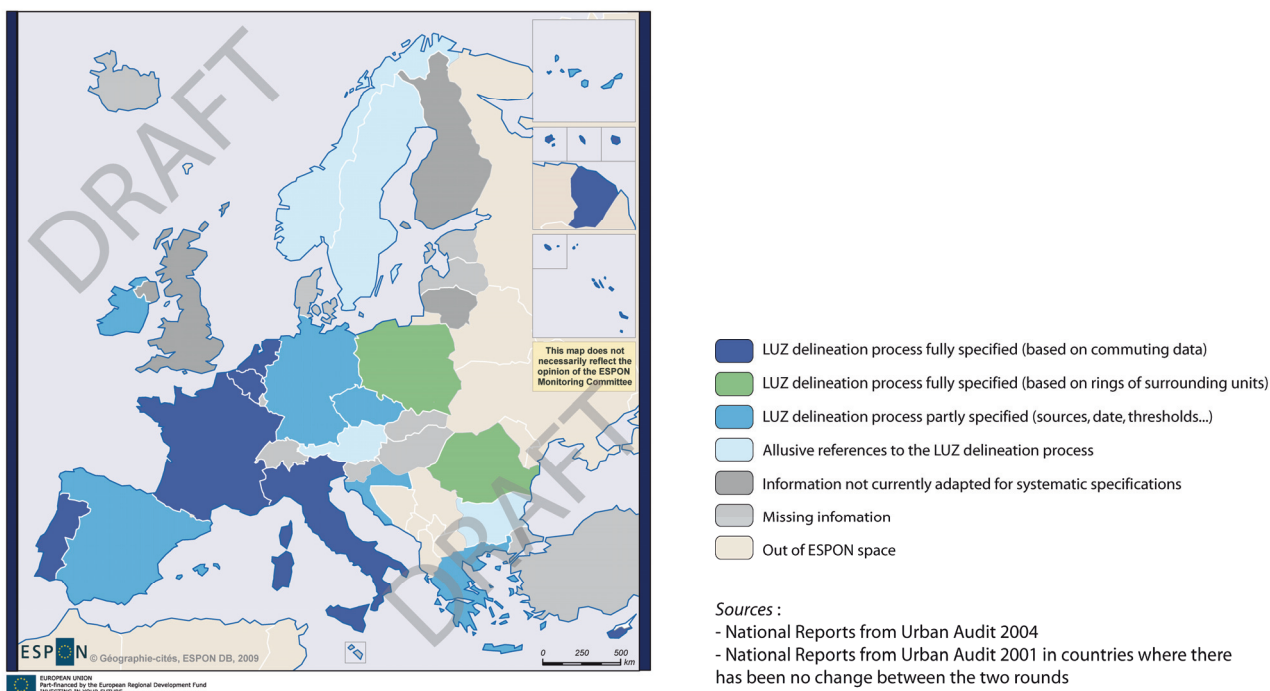 DRAFT
DRAFT
This map does not
necessarily reflect the
opinion of the ESPON
Monitoring Committee
ESPON
© Géographie-cités, ESPON DB, 2009
0 250 500
km
EUROPEAN UNION
Part-financed by the European Regional Development Fund
INVESTING IN YOUR FUTURE
LUZ delineation process fully specified (based on commuting data)
LUZ delineation process fully specified (based on rings of surrounding units)
LUZ delineation process partly specified (sources, date, thresholds...)
Allusive references to the LUZ delineation process
Information not currently adapted for systematic specifications
Missing infomation
Out of ESPON space
Sources :
- National Reports from Urban Audit 2004
- National Reports from Urban Audit 2001 in countries where there
has been no change between the two rounds